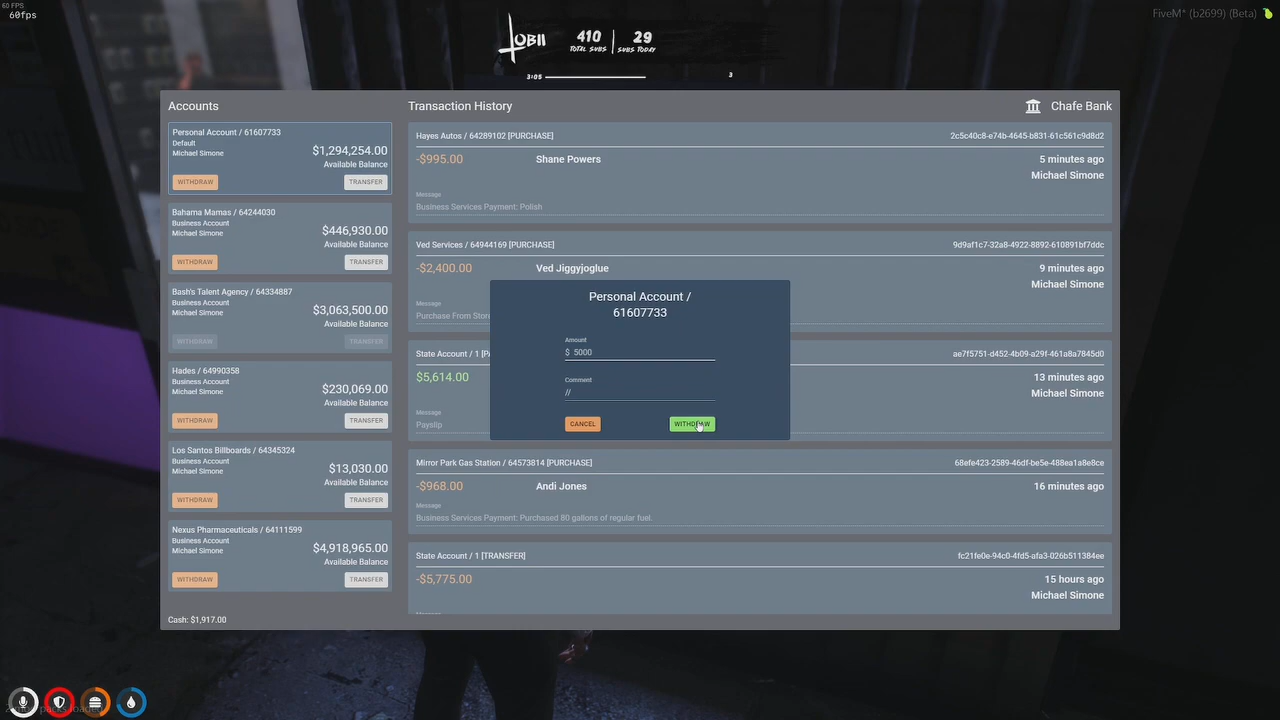 60 FPS
60fps
FiveM* (b2699) (Beta)
LOBII
410
TOTAL SUBS
29
SUBS TODAY
3:05
3
Accounts
Personal Account / 61607733
Default
Michael Simone
$1,294,254.00
Available Balance
WITHDRAW
TRANSFER
Bahama Mamas / 64244030
Business Account
Michael Simone
$446,930.00
Available Balance
WITHDRAW
TRANSFER
Bash's Talent Agency / 64334887
Business Account
Michael Simone
$3,063,500.00
Available Balance
WITHDRAW
TRANSFER
Hades / 64990358
Business Account
Michael Simone
$230,069.00
Available Balance
WITHDRAW
TRANSFER
Los Santos Billboards / 64345324
Business Account
Michael Simone
$13,030.00
Available Balance
WITHDRAW
TRANSFER
Nexus Pharmaceuticals / 64111599
Business Account
Michael Simone
$4,918,965.00
Available Balance
WITHDRAW
TRANSFER
Cash: $1,917.00
Transaction History
Chafe Bank
Hayes Autos / 64289102 [PURCHASE]
2c5c40c8-e74b-4645-b831-61c561c9d8d2
-$995.00
Shane Powers
5 minutes ago
Michael Simone
Message
Business Services Payment: Polish
Ved Services / 64944169 [PURCHASE]
9d9af1c7-32a8-4922-8892-610891bf7ddc
-$2,400.00
Ved Jiggyjoglue
9 minutes ago
Michael Simone
Message
Purchase From Stor
State Account / 1 [PA
ae7f5751-d452-4b09-a29f-461a8a7845d0
$5,614.00
13 minutes ago
Michael Simone
Message
Payslip
Mirror Park Gas Station / 64573814 [PURCHASE]
68efe423-2589-46df-be5e-488ea1a8e8ce
-$968.00
Andi Jones
16 minutes ago
Message
Business Services Payment: Purchased 80 gallons of regular fuel.
State Account / 1 [TRANSFER]
fc21fe0e-94c0-4fd5-afa3-026b511384ee
-$5,775.00
15 hours ago
Michael Simone
Personal Account /
61607733
Amount
$ 5000
Comment
//
CANCEL
WITHDRAW